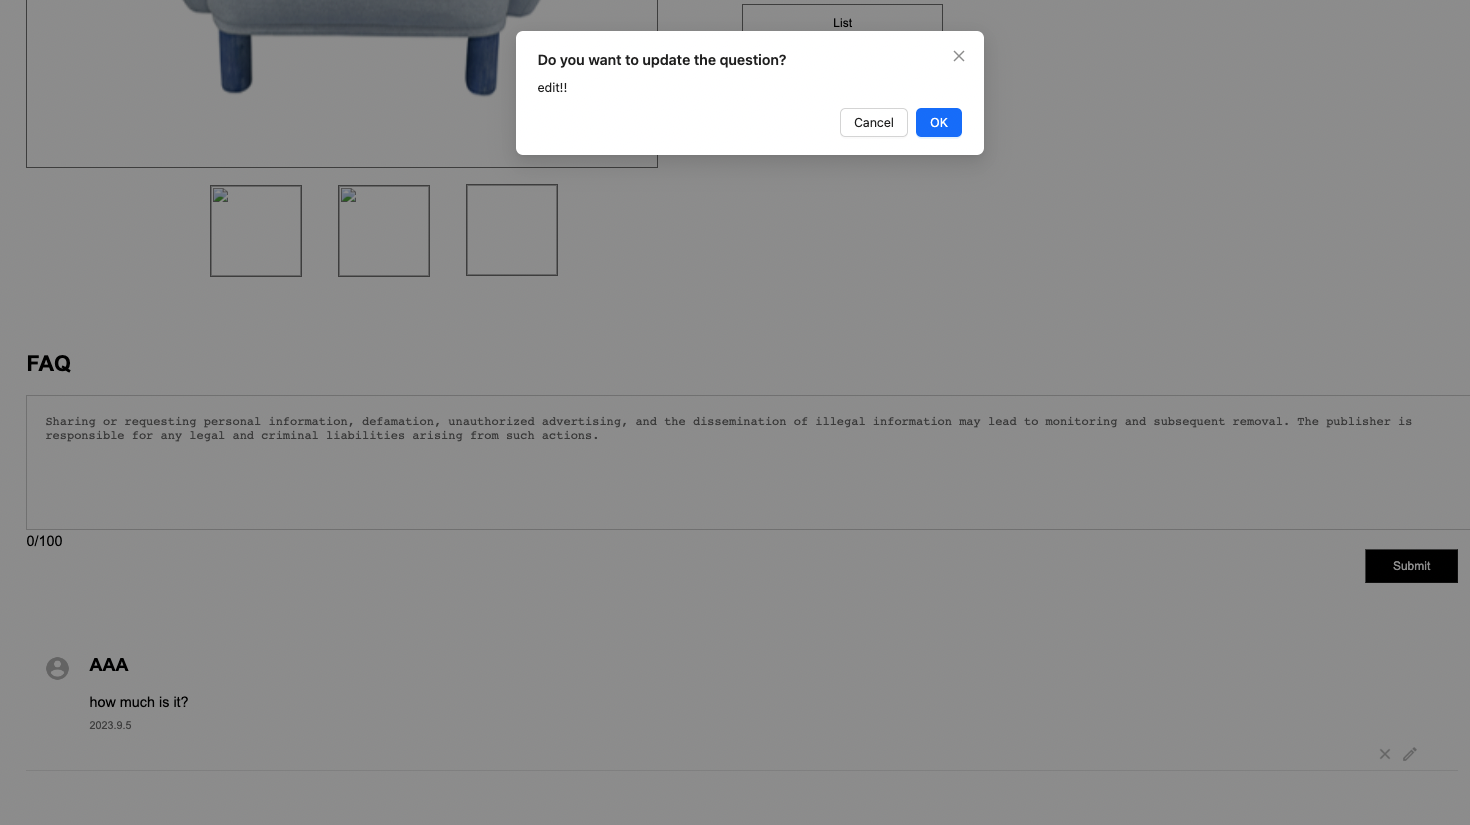 List
Do you want to update the question?
edit!!
Cancel
OK
FAQ
Sharing or requesting personal information, defamation, unauthorized advertising, and the dissemination of illegal information may lead to monitoring and subsequent removal. The publisher is
responsible for any legal and criminal liabilities arising from such actions.
0/100
Submit
AAA
how much is it?
2023.9.5